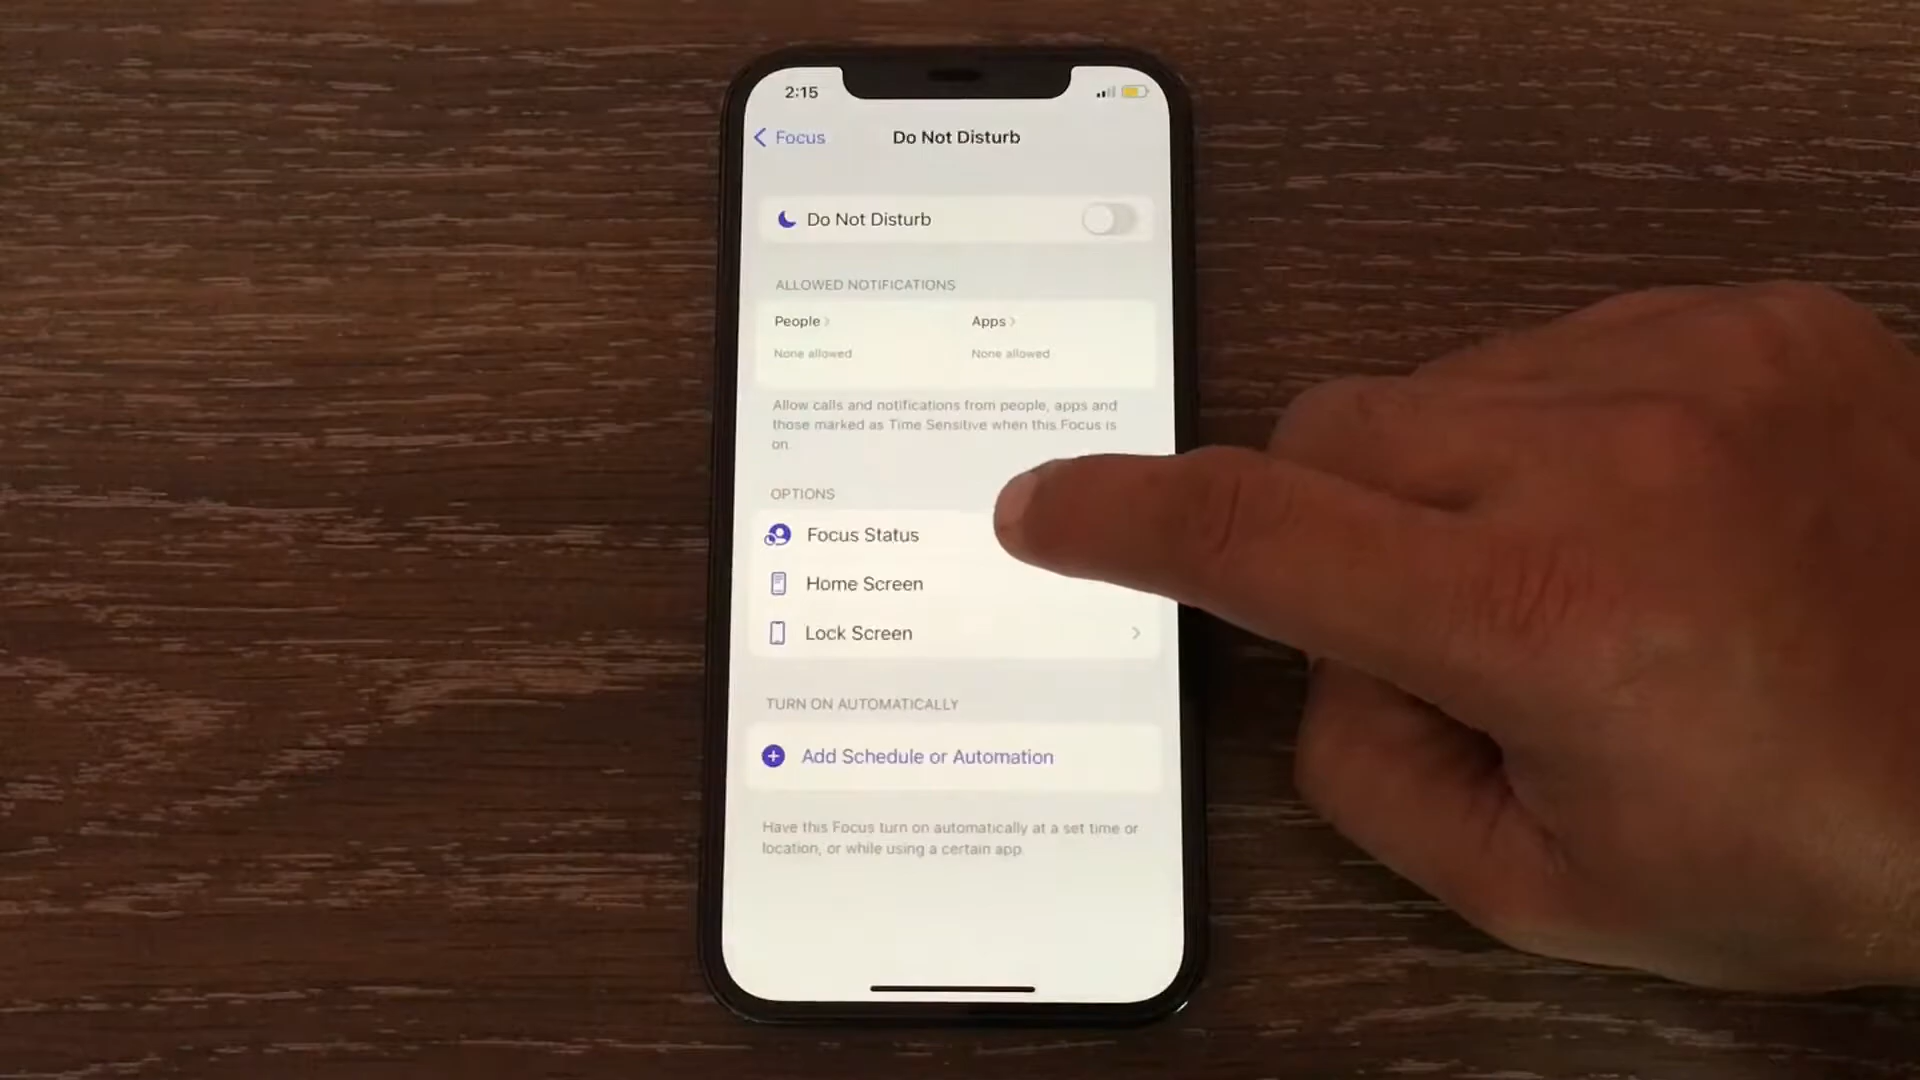 2:15
Focus
Do Not Disturb
Do Not Disturb
ALLOWED NOTIFICATIONS
People
Apps
None allowed
None allowed
Allow calls and notifications from people, apps and
those marked as Time Sensitive when this Focus is
on.
OPTIONS
Focus Status
Home Screen
Lock Screen
TURN ON AUTOMATICALLY
Add Schedule or Automation
Have this Focus turn on automatically at a set time or
location, or while using a certain app.